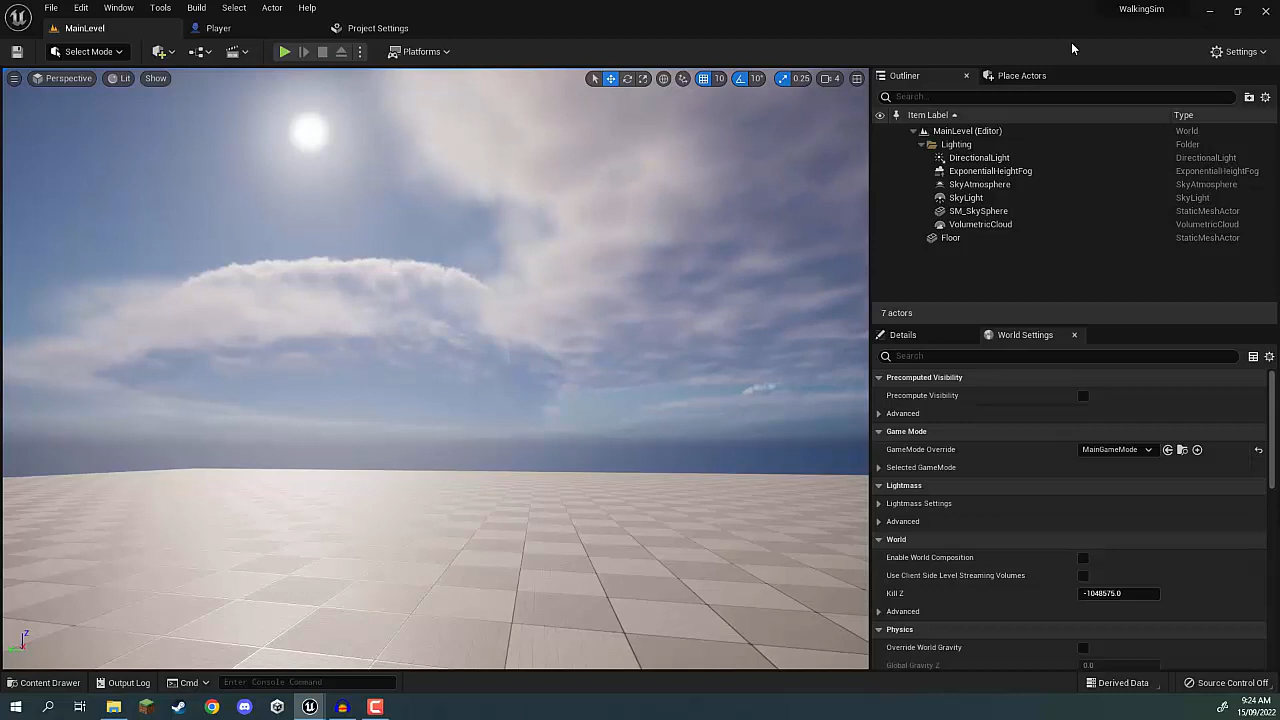 File Edit Window Tools Build Select Actor Help
WalkingSim
MainLevel Player Project Settings
Select Mode Platforms Settings
Perspective Lit Show 10 10° 0.25 4
Outliner Place Actors
Search...
Item Label Type
MainLevel (Editor) World
Lighting Folder
DirectionalLight DirectionalLight
ExponentialHeightFog ExponentialHeightFog
SkyAtmosphere SkyAtmosphere
SkyLight SkyLight
SM_SkySphere StaticMeshActor
VolumetricCloud VolumetricCloud
Floor StaticMeshActor
7 actors
Details World Settings
Search
Precomputed Visibility
Precompute Visibility
Advanced
Game Mode
GameMode Override MainGameMode
Selected GameMode
Lightmass
Lightmass Settings
Advanced
World
Enable World Composition
Use Client Side Level Streaming Volumes
Kill Z -1048575.0
Advanced
Physics
Override World Gravity
Global Gravity Z 0.0
Z
Content Drawer Output Log Cmd Enter Console Command Derived Data Source Control Off
9:24 AM
15/09/2022